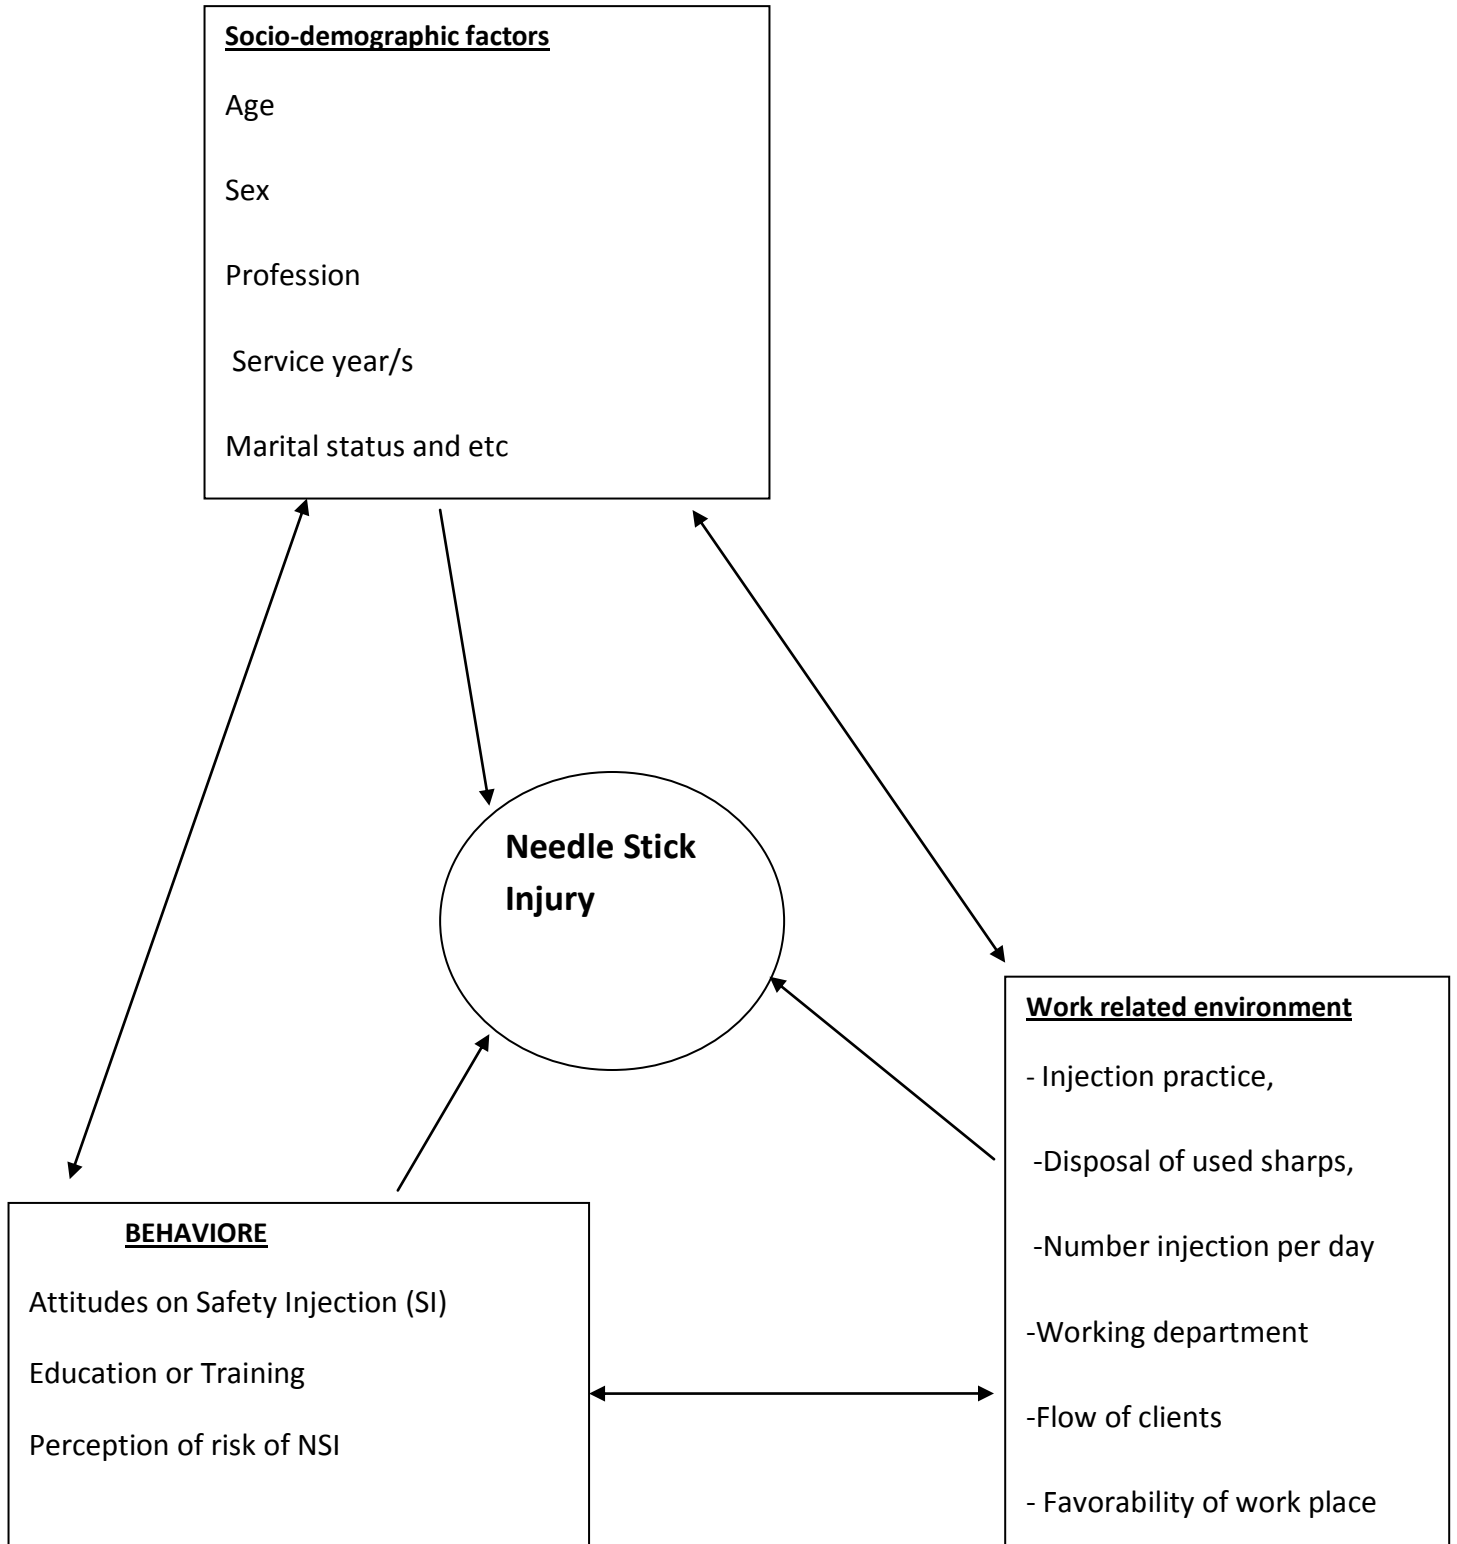 Socio-demographic factors
Age
Sex
Profession
Service year/s
Marital status and etc
Needle Stick
Injury
Work related environment
- Injection practice,
-Disposal of used sharps,
-Number injection per day
-Working department
-Flow of clients
- Favorability of work place
BEHAVIORE
Attitudes on Safety Injection (SI)
Education or Training
Perception of risk of NSI